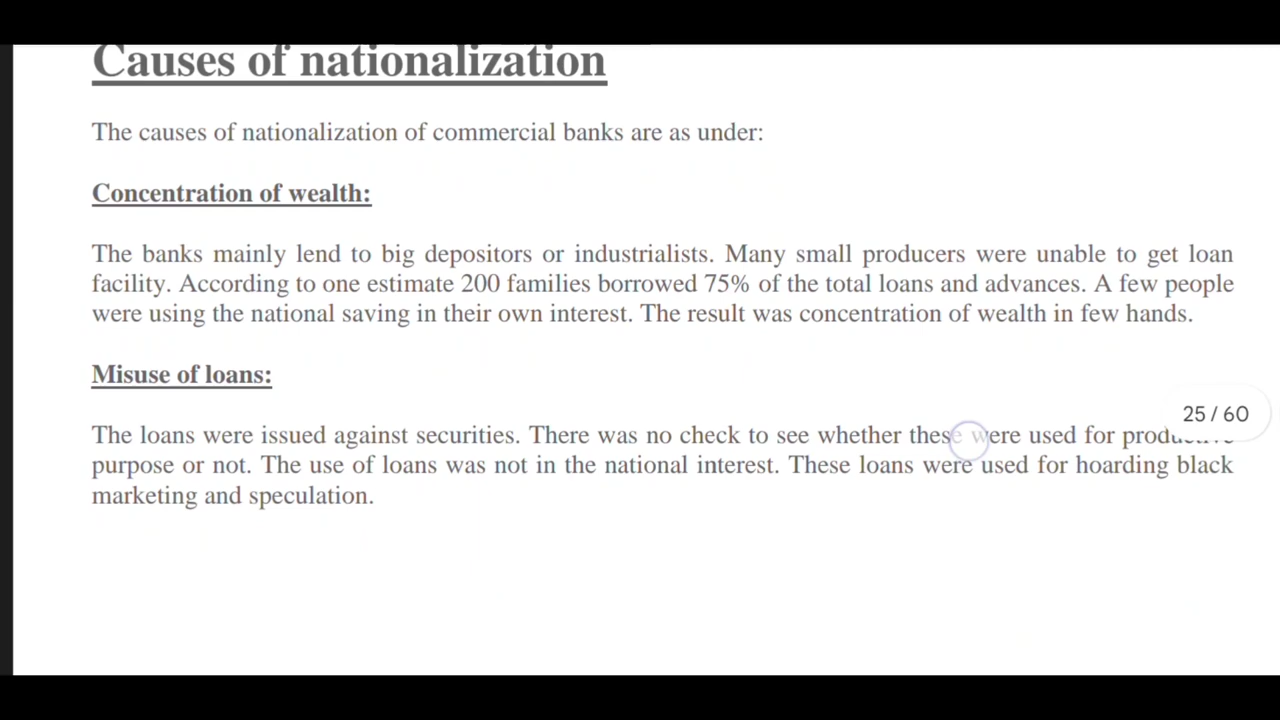 Causes of nationalization
The causes of nationalization of commercial banks are as under:
Concentration of wealth:
The banks mainly lend to big depositors or industrialists. Many small producers were unable to get loan
facility. According to one estimate 200 families borrowed 75% of the total loans and advances. A few people
were using the national saving in their own interest. The result was concentration of wealth in few hands.
Misuse of loans:
25 / 60
The loans were issued against securities. There was no check to see whether these were used for productive
purpose or not. The use of loans was not in the national interest. These loans were used for hoarding black
marketing and speculation.